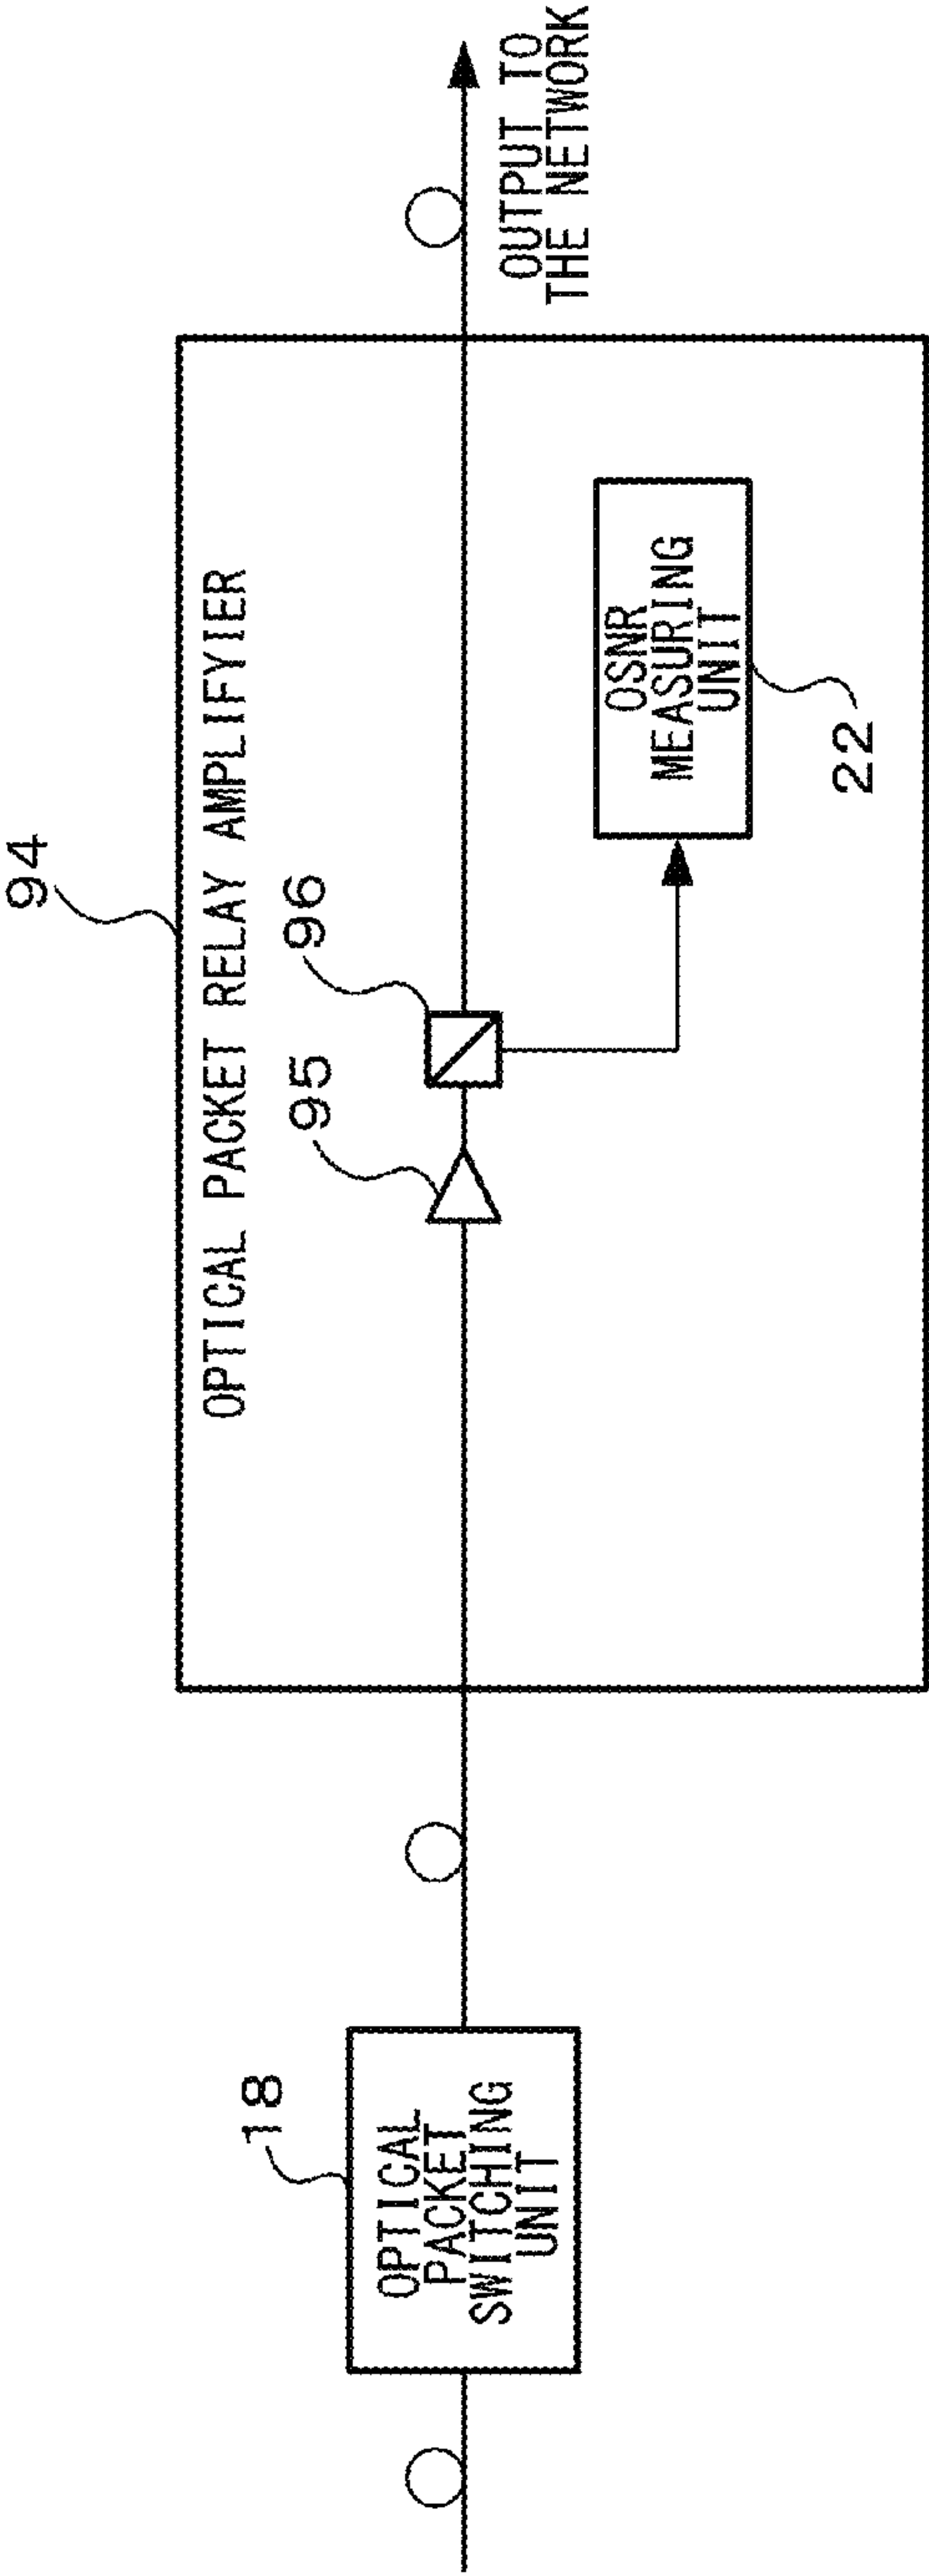 94
OPTICAL PACKET RELAY AMPLIFYIER
18
OPTICAL
PACKET
SWITCHING
UNIT
95
96
OSNR
MEASURING
UNIT
22
OUTPUT TO
THE NETWORK